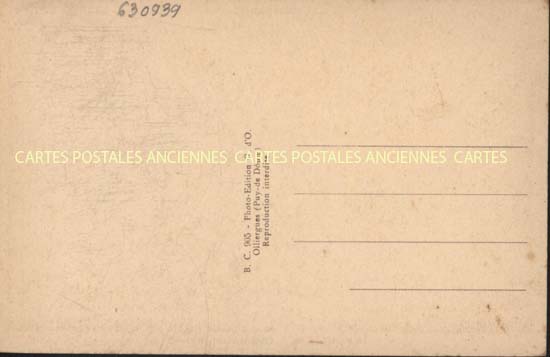 630939
CARTES POSTALES ANCIENNES CARTES POSTALES ANCIENNES CARTES
B. C. 905 - Photo-Edition d'O.
Olliergues (Puy-de Dôme)
Reproduction interdite